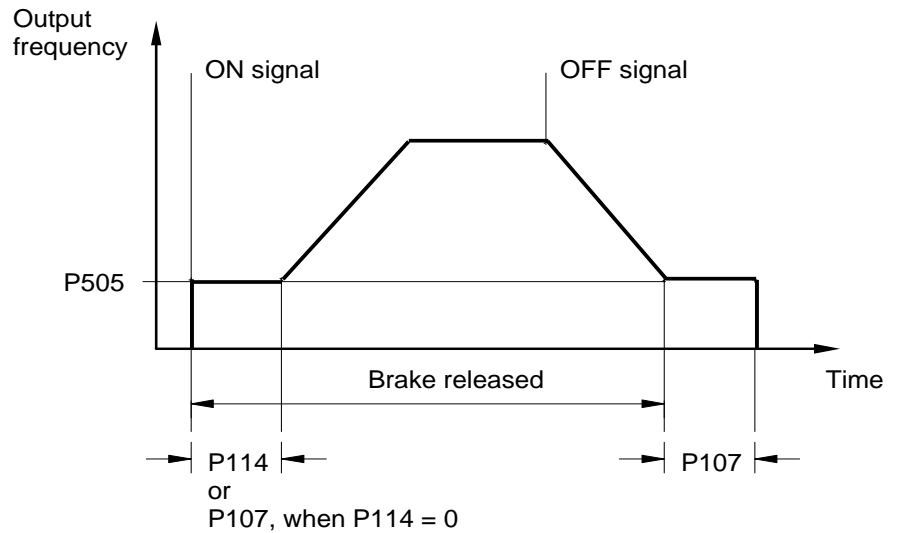 Output
frequency
ON signal
OFF signal
P505
Brake released
Time
P114
or
P107, when P114 = 0
P107